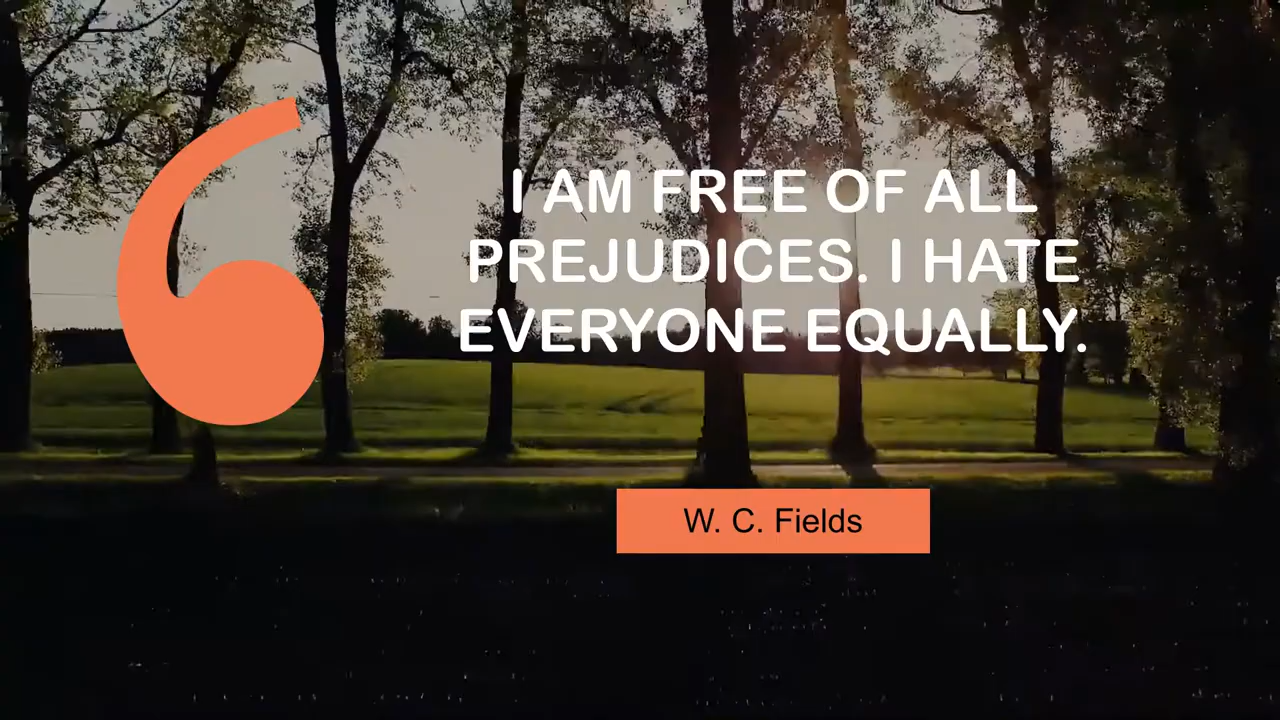 I AM FREE OF ALL
PREJUDICES. I HATE
EVERYONE EQUALLY.
W. C. Fields